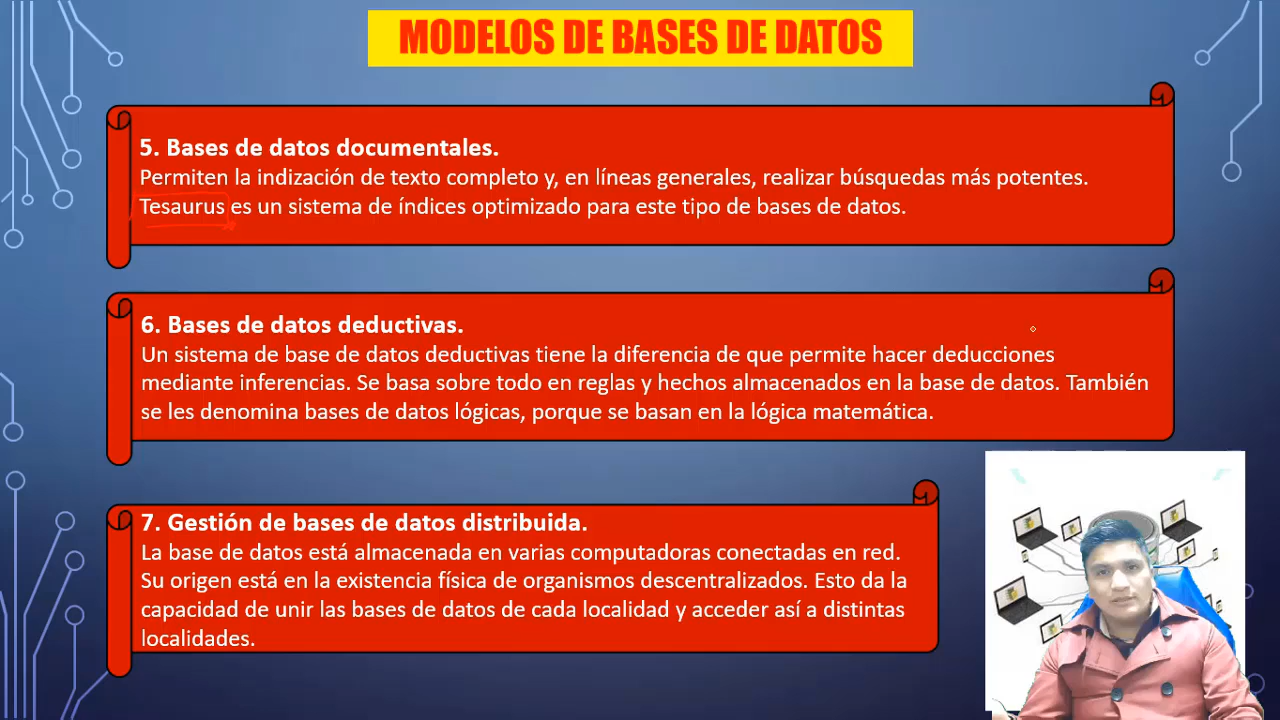 MODELOS DE BASES DE DATOS
5. Bases de datos documentales.
Permiten la indización de texto completo y, en líneas generales, realizar búsquedas más potentes.
Tesaurus es un sistema de índices optimizado para este tipo de bases de datos.
6. Bases de datos deductivas.
Un sistema de base de datos deductivas tiene la diferencia de que permite hacer deducciones
mediante inferencias. Se basa sobre todo en reglas y hechos almacenados en la base de datos. También
se les denomina bases de datos lógicas, porque se basan en la lógica matemática.
7. Gestión de bases de datos distribuida.
La base de datos está almacenada en varias computadoras conectadas en red.
Su origen está en la existencia física de organismos descentralizados. Esto da la
capacidad de unir las bases de datos de cada localidad y acceder así a distintas
localidades.